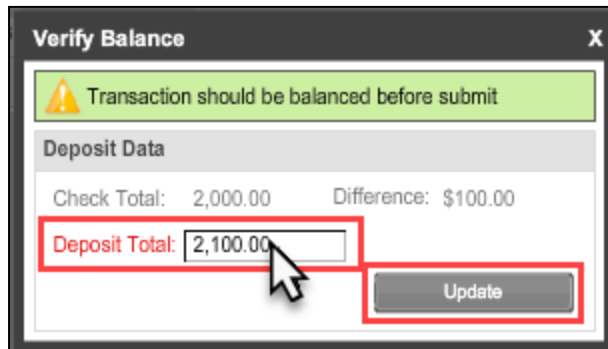 Verify Balance X
Transaction should be balanced before submit
Deposit Data
Check Total: 2,000.00 Difference: $100.00
Deposit Total: 2,100.00
Update